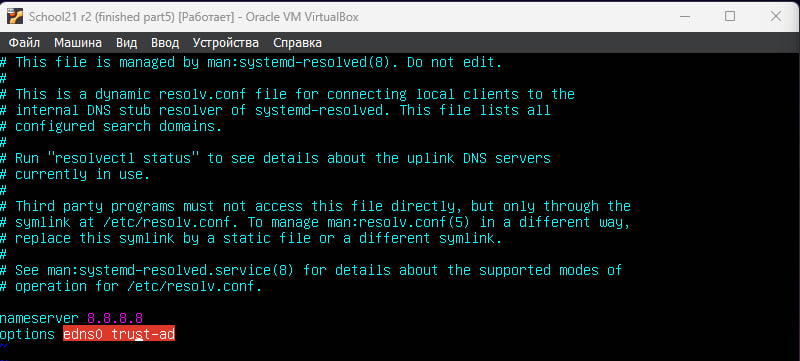 School21 r2 (finished part5) [Работает] - Oracle VM VirtualBox
Файл Машина Вид Ввод Устройства Справка
# This file is managed by man:systemd-resolved(8). Do not edit.
#
# This is a dynamic resolv.conf file for connecting local clients to the
# internal DNS stub resolver of systemd-resolved. This file lists all
# configured search domains.
#
# Run "resolvectl status" to see details about the uplink DNS servers
# currently in use.
#
# Third party programs must not access this file directly, but only through the
# symlink at /etc/resolv.conf. To manage man:resolv.conf(5) in a different way,
# replace this symlink by a static file or a different symlink.
#
# See man:systemd-resolved.service(8) for details about the supported modes of
# operation for /etc/resolv.conf.
nameserver 8.8.8.8
options edns0 trust-ad
~
~